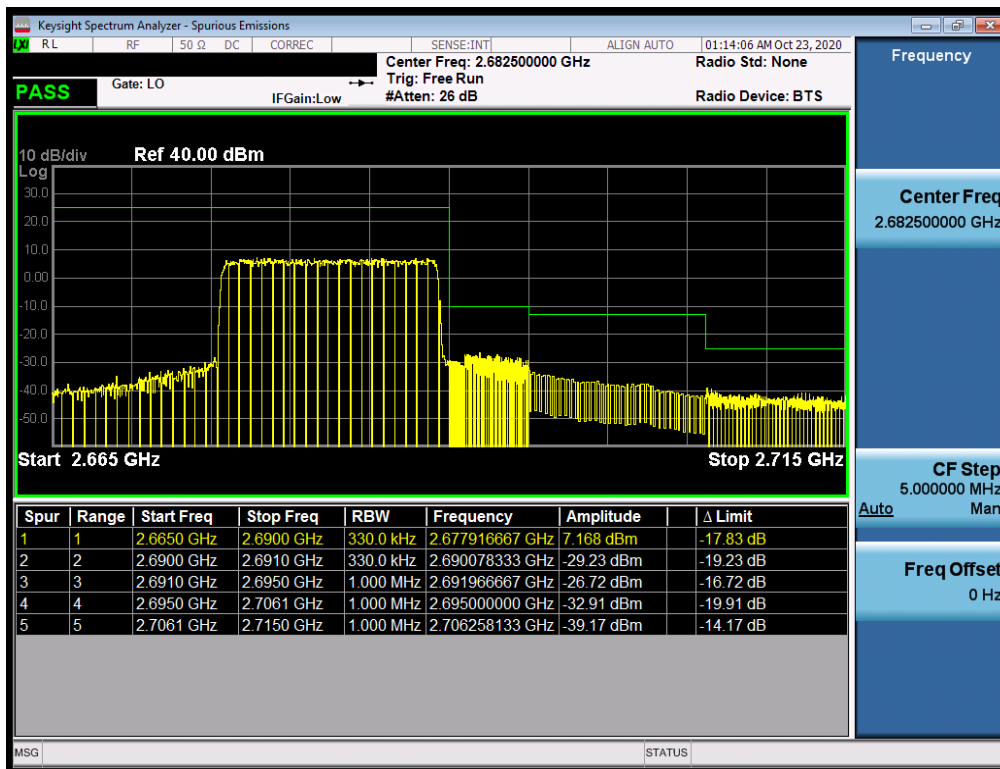 Keysight Spectrum Analyzer - Spurious Emissions
LXI RL RF 50 Ω DC CORREC SENSE:INT ALIGN AUTO 01:14:06 AM Oct 23, 2020
Center Freq: 2.682500000 GHz Radio Std: None
PASS Gate: LO Trig: Free Run
IFGain:Low #Atten: 26 dB Radio Device: BTS
10 dB/div Ref 40.00 dBm
Log
30.0
20.0
10.0
0.00
-10.0
-20.0
-30.0
-40.0
-50.0
Start 2.665 GHz Stop 2.715 GHz
Spur Range Start Freq Stop Freq RBW Frequency Amplitude Δ Limit
1 1 2.6650 GHz 2.6900 GHz 330.0 kHz 2.677916667 GHz 7.168 dBm -17.83 dB
2 2 2.6900 GHz 2.6910 GHz 330.0 kHz 2.690078333 GHz -29.23 dBm -19.23 dB
3 3 2.6910 GHz 2.6950 GHz 1.000 MHz 2.691966667 GHz -26.72 dBm -16.72 dB
4 4 2.6950 GHz 2.7061 GHz 1.000 MHz 2.695000000 GHz -32.91 dBm -19.91 dB
5 5 2.7061 GHz 2.7150 GHz 1.000 MHz 2.706258133 GHz -39.17 dBm -14.17 dB
MSG STATUS
Frequency
Center Freq
2.682500000 GHz
CF Step
5.000000 MHz
Auto Man
Freq Offset
0 Hz